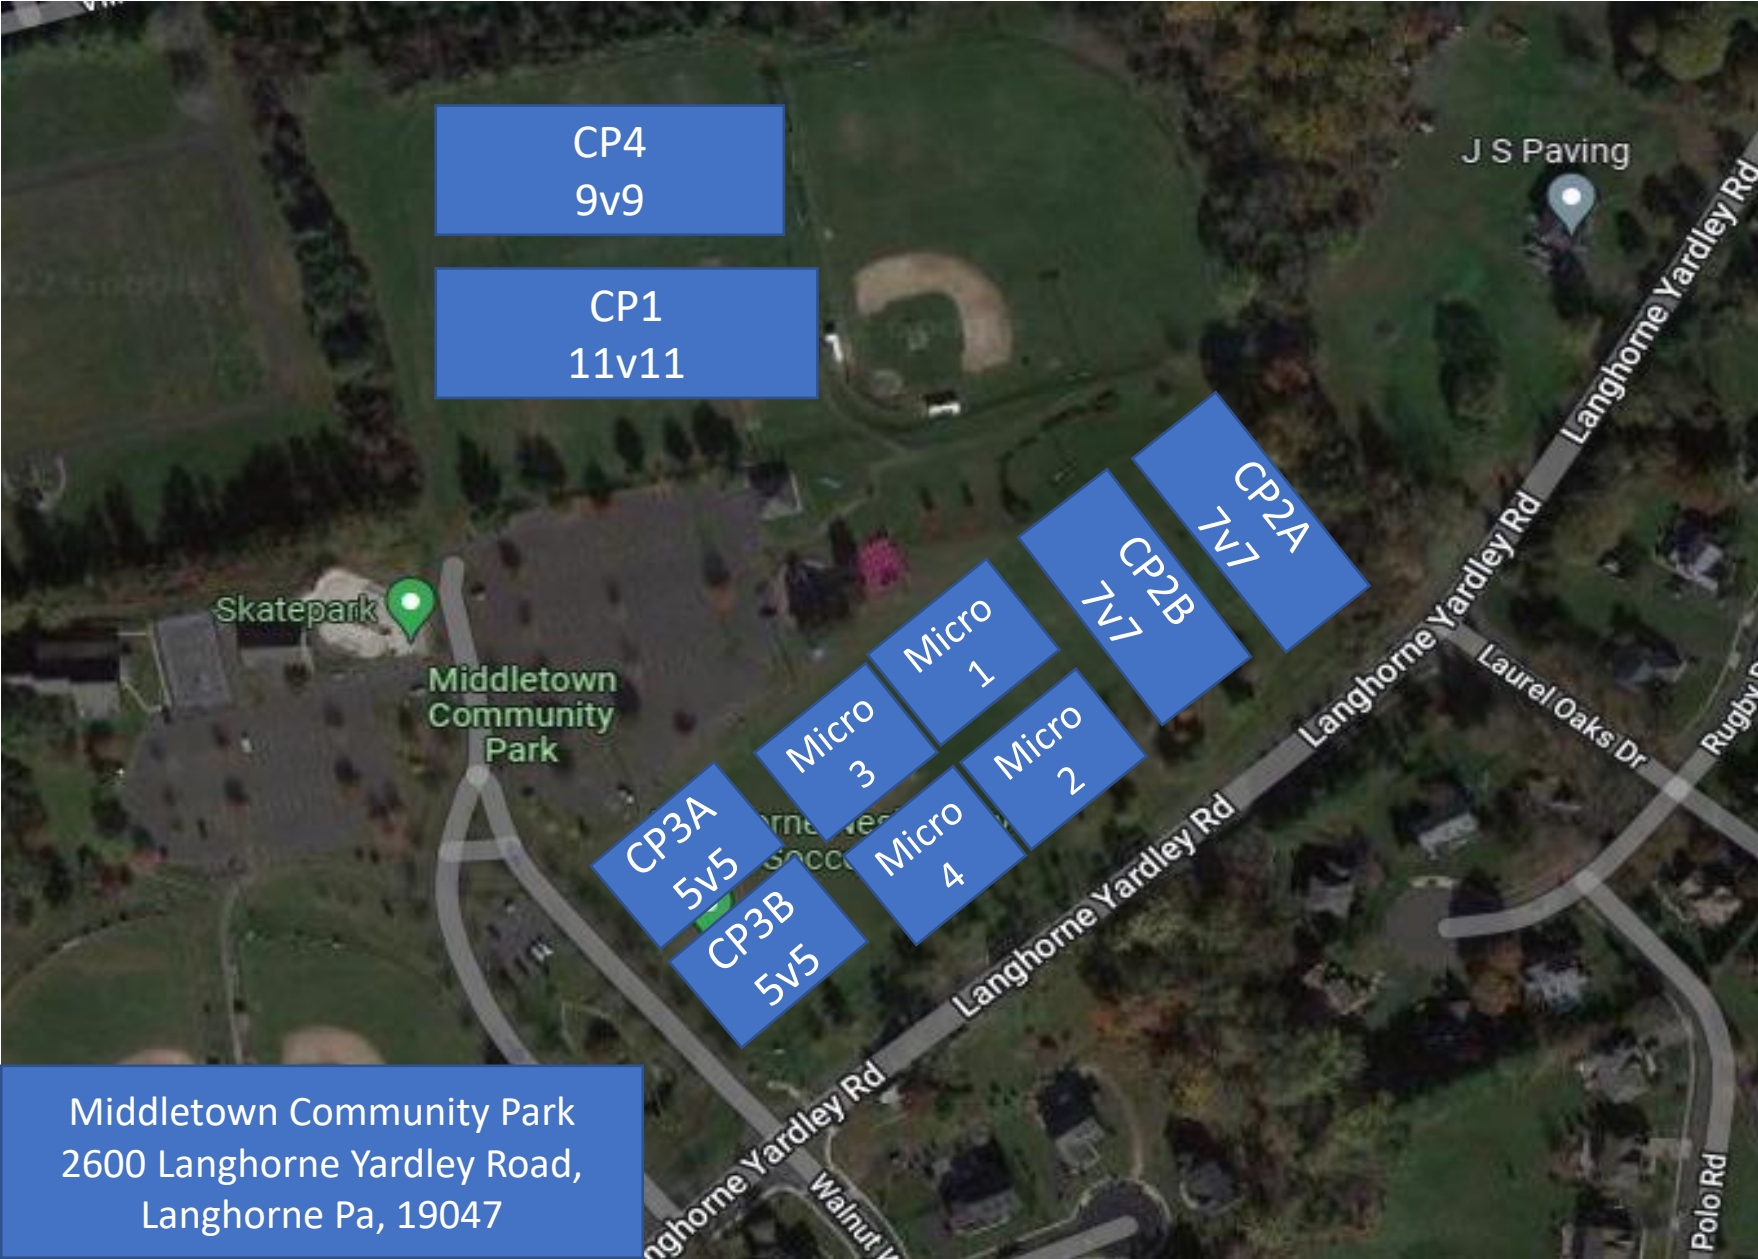 CP4
9v9
J S Paving
CP1
11v11
Langhorne Yardley Rd
Langhorne Yardley Rd
CP2A
7v7
CP2B
7v7
Skatepark
Middletown
Community
Park
Micro
1
Micro
3
Micro
2
Micro
4
CP3A
5v5
CP3B
5v5
Laurel Oaks Dr
Rugby
Langhorne Yardley Rd
Langhorne Yardley Rd
Walnut
Polo Rd
Middletown Community Park
2600 Langhorne Yardley Road,
Langhorne Pa, 19047